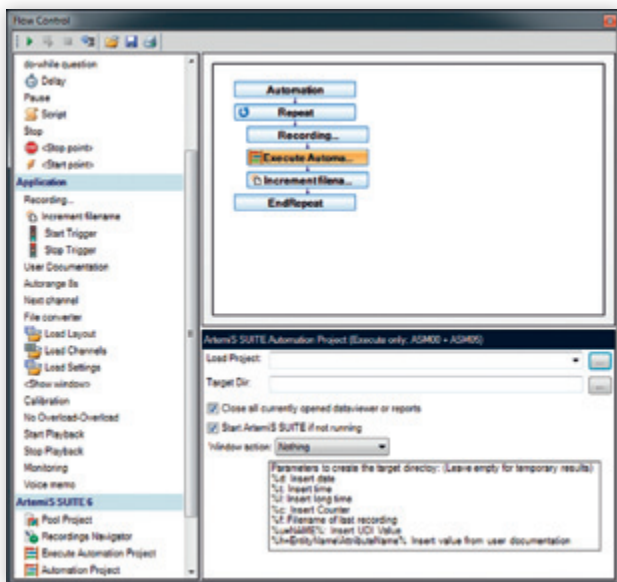 Flow Control
do-while question
Delay
Pause
Script
Stop
<Stop point>
<Start point>
Application
Recording...
Increment filename
Start Trigger
Stop Trigger
User Documentation
Autorange 8s
Next channel
File converter
Load Layout
Load Channels
Load Settings
<Show window>
Calibration
No Overload-Overload
Start Playback
Stop Playback
Monitoring
Voice memo
ArtemiS SUITE 6
Pool Project
Recordings Navigator
Execute Automation Project
Automation Project
Automation
Repeat
Recording...
Execute Automa...
Increment filena...
EndRepeat
ArtemiS SUITE Automation Project (Execute only: ASM00 + ASM05)
Load Project:
...
Target Dir:
...
Close all currently opened dataviewer or reports
Start ArtemiS SUITE if not running
Window action: Nothing
Parameters to create the target directoy: (Leave empty for temporary results)
%d: Insert date
%t: Insert time
%l: Insert long time
%c: Insert Counter
%f: Filename of last recording
%u=NAME%: Insert UDI Value
%h=EntityName\AttributeName% Insert value from user documentation